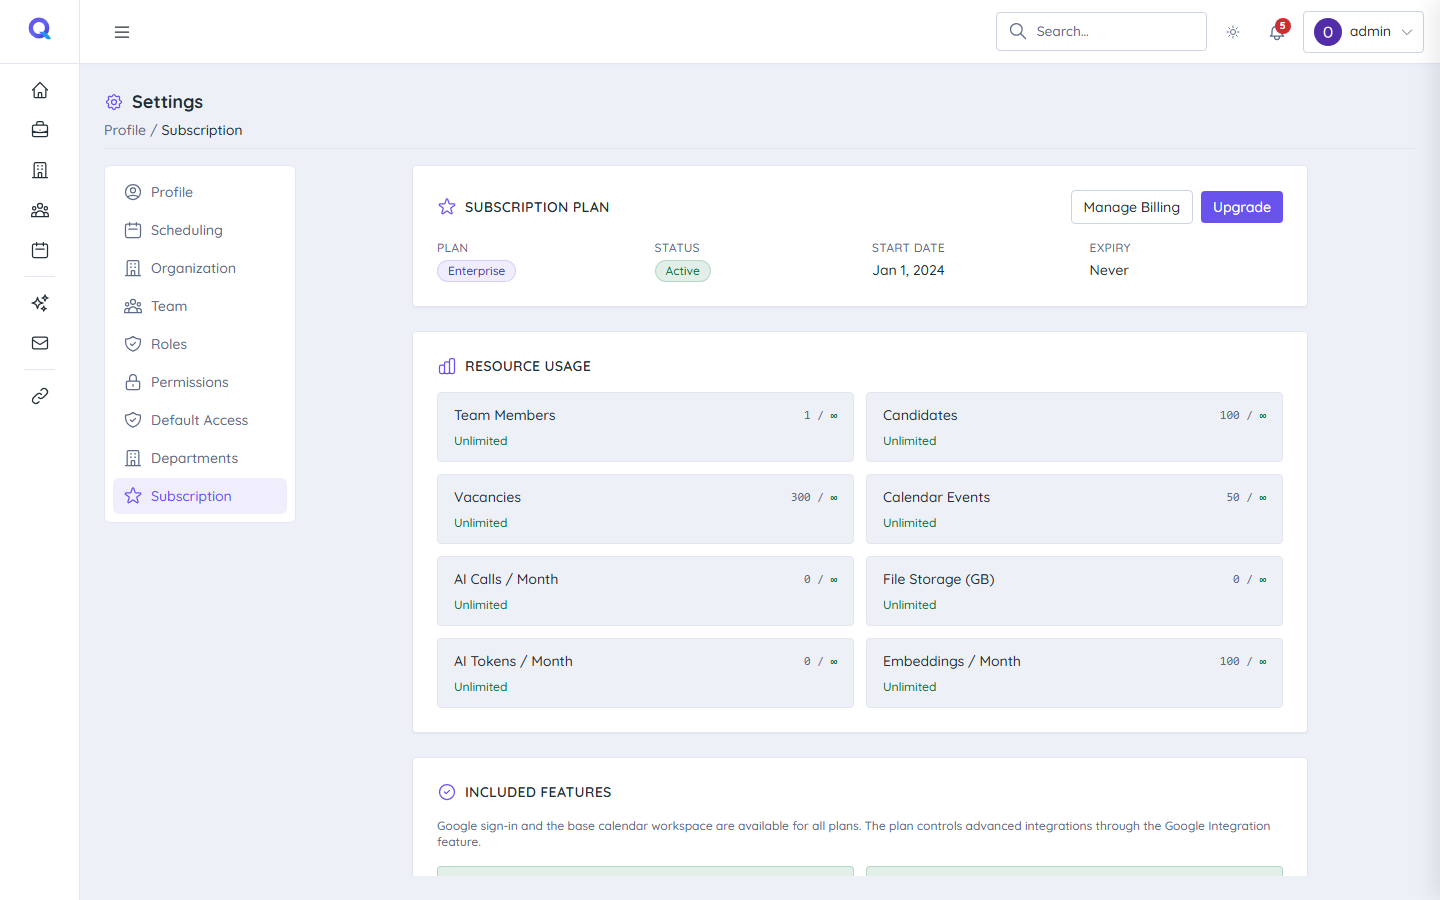 Search...
5
O
admin
Settings
Profile / Subscription
Profile
Scheduling
Organization
Team
Roles
Permissions
Default Access
Departments
Subscription
SUBSCRIPTION PLAN
Manage Billing
Upgrade
PLAN
Enterprise
STATUS
Active
START DATE
Jan 1, 2024
EXPIRY
Never
RESOURCE USAGE
Team Members 1 / ∞
Unlimited
Candidates 100 / ∞
Unlimited
Vacancies 300 / ∞
Unlimited
Calendar Events 50 / ∞
Unlimited
AI Calls / Month 0 / ∞
Unlimited
File Storage (GB) 0 / ∞
Unlimited
AI Tokens / Month 0 / ∞
Unlimited
Embeddings / Month 100 / ∞
Unlimited
INCLUDED FEATURES
Google sign-in and the base calendar workspace are available for all plans. The plan controls advanced integrations through the Google Integration
feature.